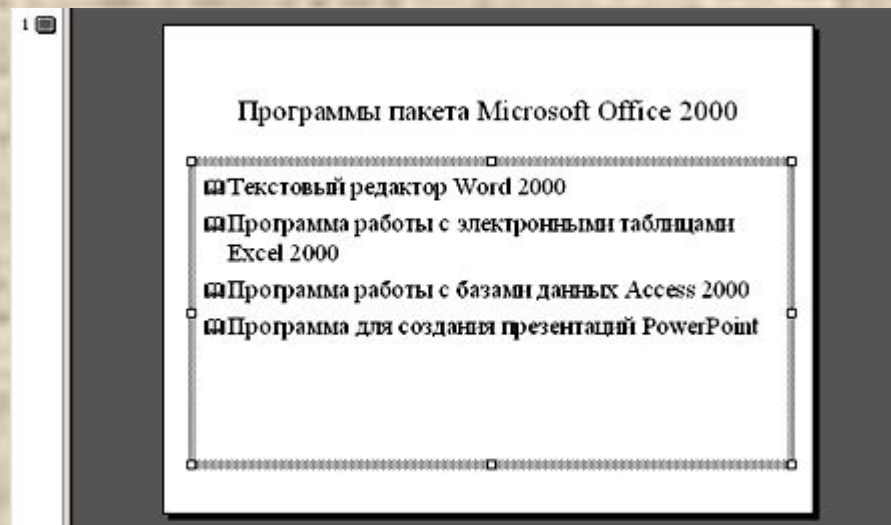 1
Программы пакета Microsoft Office 2000
Текстовый редактор Word 2000
Программа работы с электронными таблицами
Excel 2000
Программа работы с базами данных Access 2000
Программа для создания презентаций PowerPoint